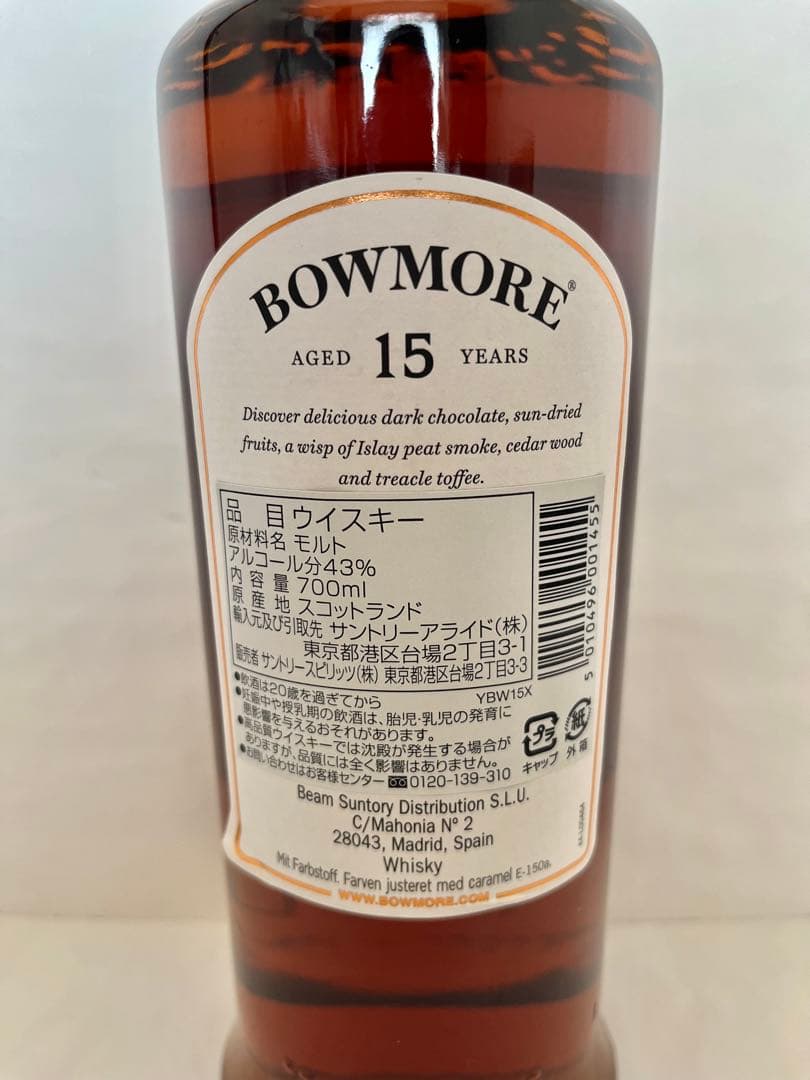 BOWMORE®
AGED 15 YEARS
Discover delicious dark chocolate, sun-dried
fruits, a wisp of Islay peat smoke, cedar wood
and treacle toffee.
品 目 ウイスキー
原材料名 モルト
アルコール分43%
内容量 700ml
原産地 スコットランド
輸入元及び引取先 サントリーアライド(株)
東京都港区台場2丁目3-1
販売者 サントリースピリッツ(株) 東京都港区台場2丁目3-3
YBW15X
●飲酒は20歳を過ぎてから
●妊娠中や授乳期の飲酒は、胎児・乳児の発育に
悪影響を与えるおそれがあります。
●高品質ウイスキーでは沈殿が発生する場合が
ありますが、品質には全く影響はありません。
●お問い合わせはお客様センター 0120-139-310
5 010496 001455
プラ
キャップ
紙
外箱
Beam Suntory Distribution S.L.U.
C/Mahonia Nº 2
28043, Madrid, Spain
Whisky
Mit Farbstoff. Farven justeret med caramel E-150a.
WWW.BOWMORE.COM